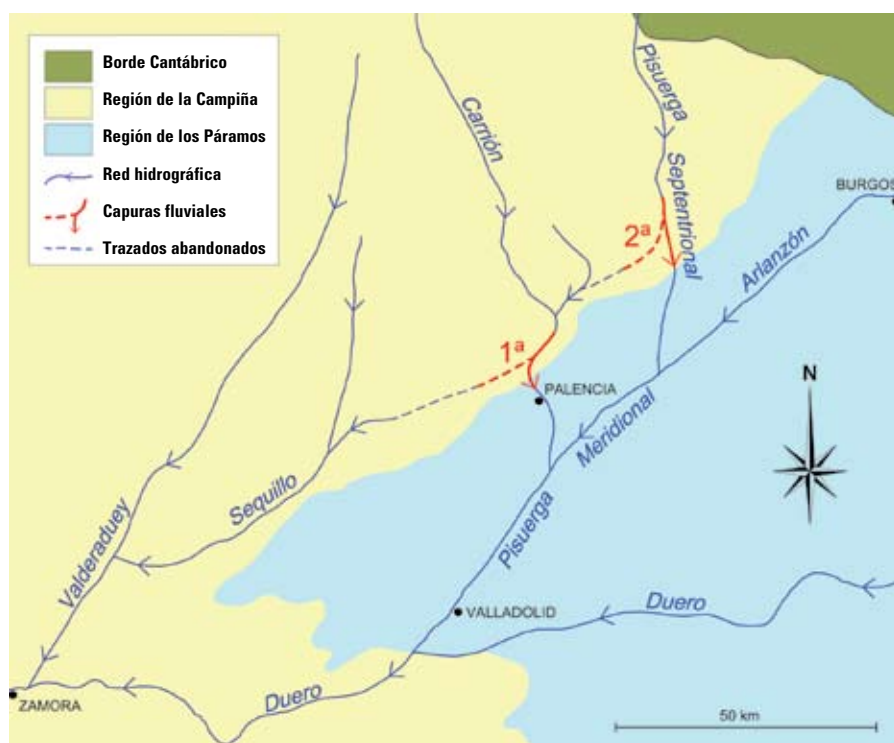 Borde Cantábrico
Región de la Campiña
Región de los Páramos
Red hidrográfica
Capuras fluviales
Trazados abandonados
Pisuerga
Septentrional
Carrión
BURGOS
2ª
Arlanzón
1ª
PALENCIA
N
Meridional
Sequillo
Pisuerga
Valderaduey
VALLADOLID
Duero
Duero
ZAMORA
50 km